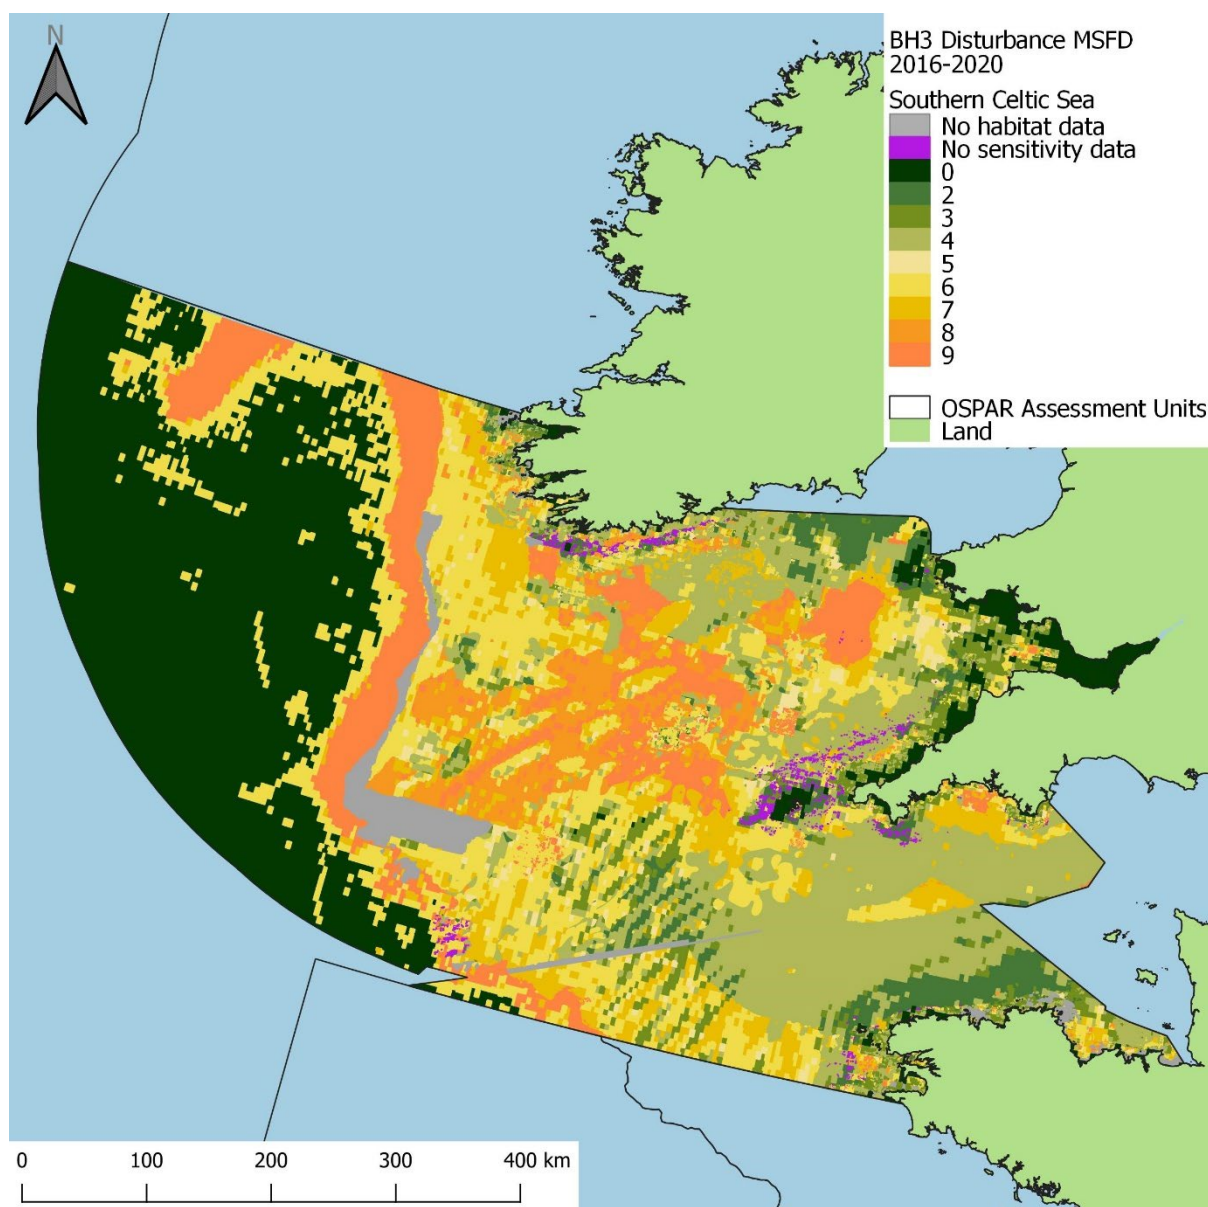 N
BH3 Disturbance MSFD
2016-2020
Southern Celtic Sea
No habitat data
No sensitivity data
0
2
3
4
5
6
7
8
9
OSPAR Assessment Units
Land
0 100 200 300 400 km